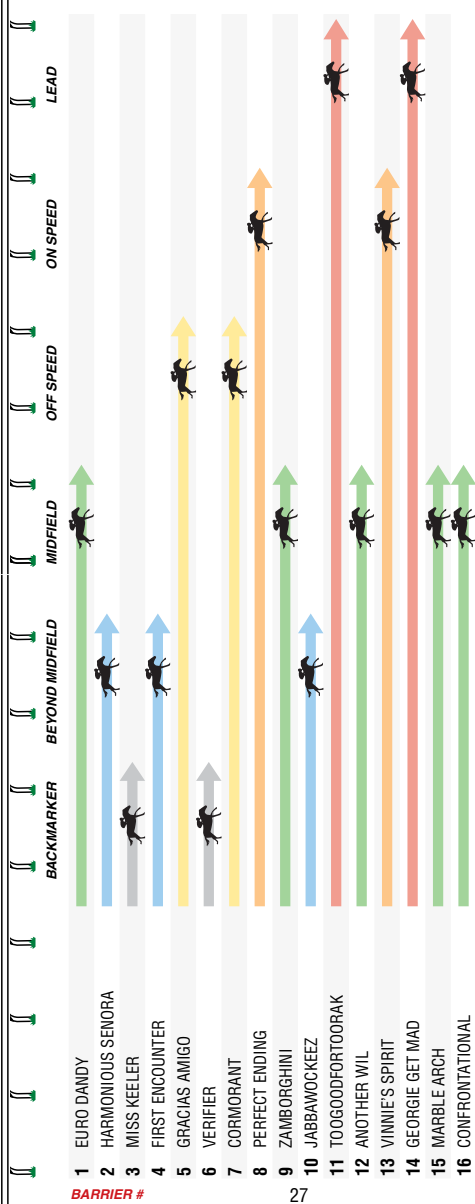 LEAD
ON SPEED
OFF SPEED
MIDFIELD
BEYOND MIDFIELD
BACKMARKER
1 EURO DANDY
2 HARMONIOUS SENORA
3 MISS KEELER
4 FIRST ENCOUNTER
5 GRACIAS AMIGO
6 VERIFIER
7 CORMORANT
8 PERFECT ENDING
9 ZAMBORGHINI
10 JABBAWOCKEEZ
11 TOOGOODFORTOORAK
12 ANOTHER WIL
13 VINNIE'S SPIRIT
14 GEORGIE GET MAD
15 MARBLE ARCH
16 CONFRONTATIONAL
BARRIER #
27